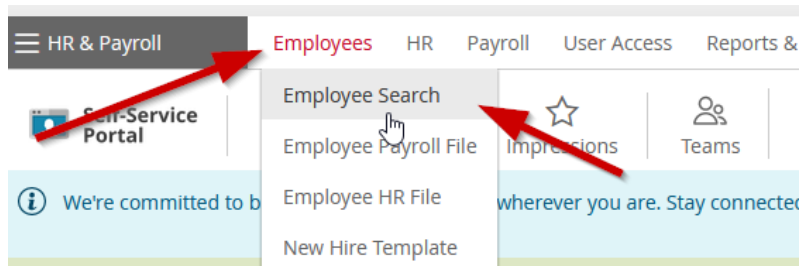 HR & Payroll Employees HR Payroll User Access Reports &
Employee Search
Self-Service
Portal
Employee Payroll File Impressions Teams
We're committed to b wherever you are. Stay connected
Employee HR File
New Hire Template